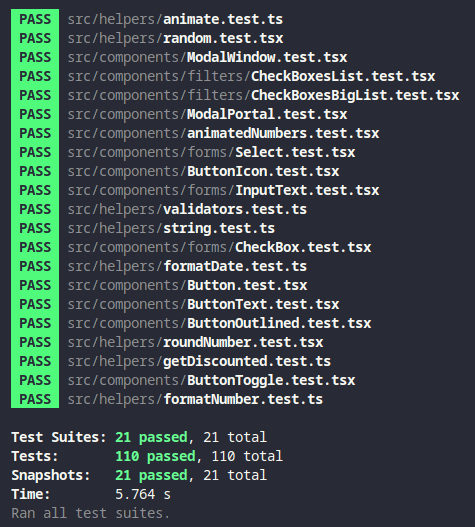 PASS src/helpers/animate.test.ts
PASS src/helpers/random.test.tsx
PASS src/components/ModalWindow.test.tsx
PASS src/components/filters/CheckBoxesList.test.tsx
PASS src/components/filters/CheckBoxesBigList.test.tsx
PASS src/components/ModalPortal.test.tsx
PASS src/components/animatedNumbers.test.tsx
PASS src/components/forms/Select.test.tsx
PASS src/components/ButtonIcon.test.tsx
PASS src/components/forms/InputText.test.tsx
PASS src/helpers/validators.test.ts
PASS src/helpers/string.test.ts
PASS src/components/forms/CheckBox.test.tsx
PASS src/helpers/formatDate.test.ts
PASS src/components/Button.test.tsx
PASS src/components/ButtonText.test.tsx
PASS src/components/ButtonOutlined.test.tsx
PASS src/helpers/roundNumber.test.ts
PASS src/helpers/getDiscounted.test.ts
PASS src/components/ButtonToggle.test.tsx
PASS src/helpers/formatNumber.test.ts
Test Suites: 21 passed, 21 total
Tests: 110 passed, 110 total
Snapshots: 21 passed, 21 total
Time: 5.764 s
Ran all test suites.